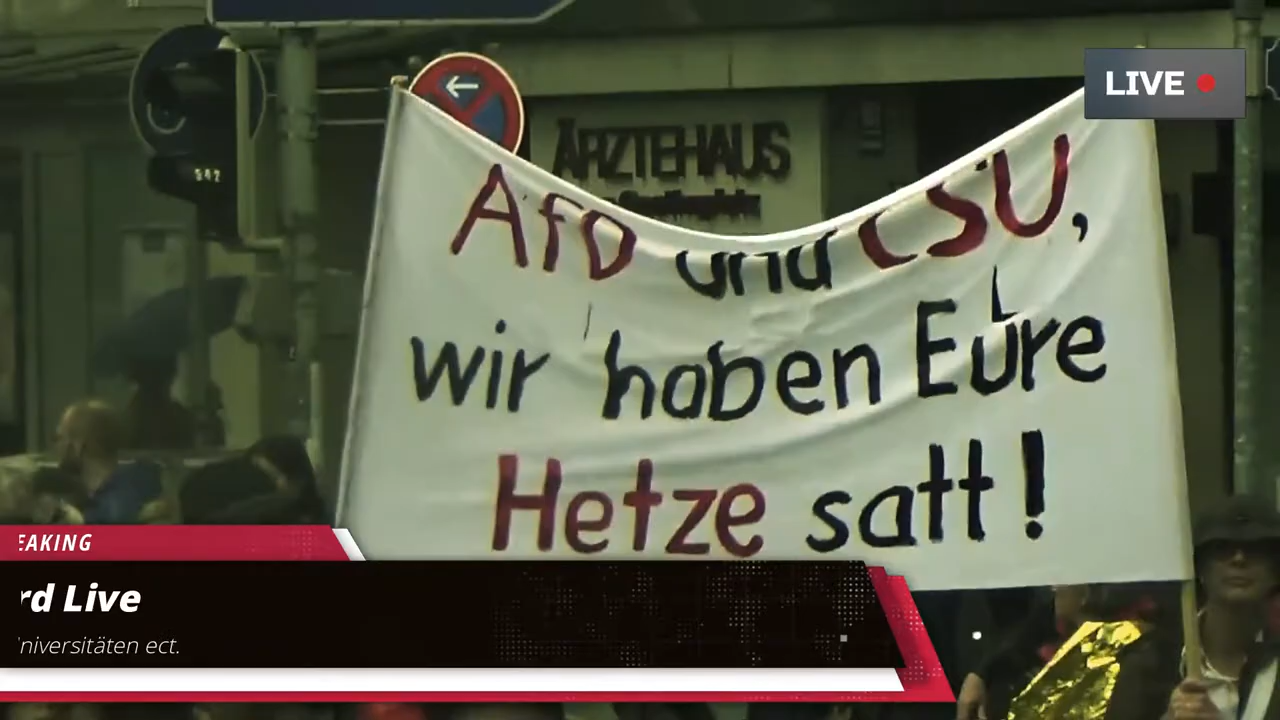 LIVE
ÄRZTEHAUS
AfD und CSU,
wir haben Eure
Hetze satt!
EAKING
rd Live
niversitäten ect.